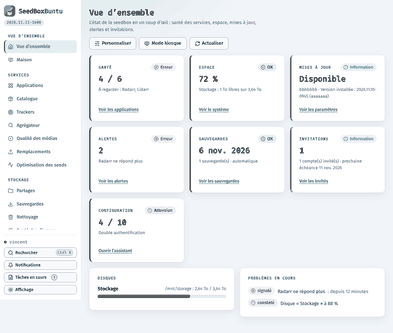 SeedBoxBuntu
2026.11.11-1600
VUE D'ENSEMBLE
Vue d'ensemble
Maison
SERVICES
Applications
Catalogue
Trackers
Agrégateur
Qualité des médias
Remplacements
Optimisation des seeds
STOCKAGE
Partages
Sauvegardes
Nettoyage
vincent
Rechercher
Ctrl K
Notifications
Tâches en cours
Affichage
Vue d'ensemble
L'état de la seedbox en un coup d'œil : santé des services, espace, mises à jour,
alertes et invitations.
Personnaliser
Mode kiosque
Actualiser
SANTÉ
Erreur
4 / 6
À regarder : Radarr, Lidarr
Voir les applications
ESPACE
OK
72 %
Stockage : 1 To libres sur 3,6o To
Voir le système
MISES À JOUR
Information
Disponible
Voir les paramètres
ALERTES
Erreur
2
Radarr ne répond plus
Voir les alertes
SAUVEGARDES
OK
6 nov. 2026
1 sauvegarde(s) · automatique
Voir les sauvegardes
INVITATIONS
Information
1
1 compte(s) invité(s) · prochaine
échéance 11 nov. 2026
Voir les invités
CONFIGURATION
Attention
4 / 10
Double authentification
Ouvrir l'assistant
DISQUES
Stockage
PROBLÈMES EN COURS
signalé
Radarr ne répond plus · depuis 12 minutes
constaté
Disque « Stockage » à 88 %